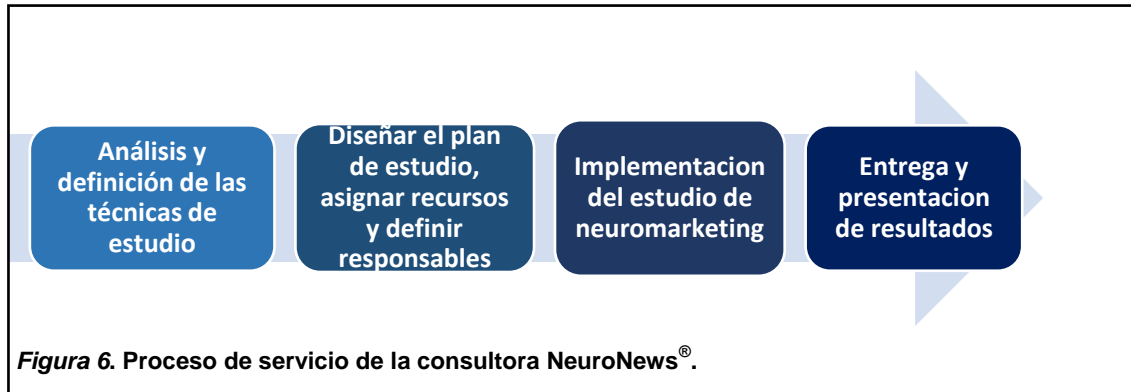 Análisis y
definición de las
técnicas de
estudio
Diseñar el plan
de estudio,
asignar recursos
y definir
responsables
Implementacion
del estudio de
neuromarketing
Entrega y
presentacion
de resultados
Figura 6. Proceso de servicio de la consultora NeuroNews®.